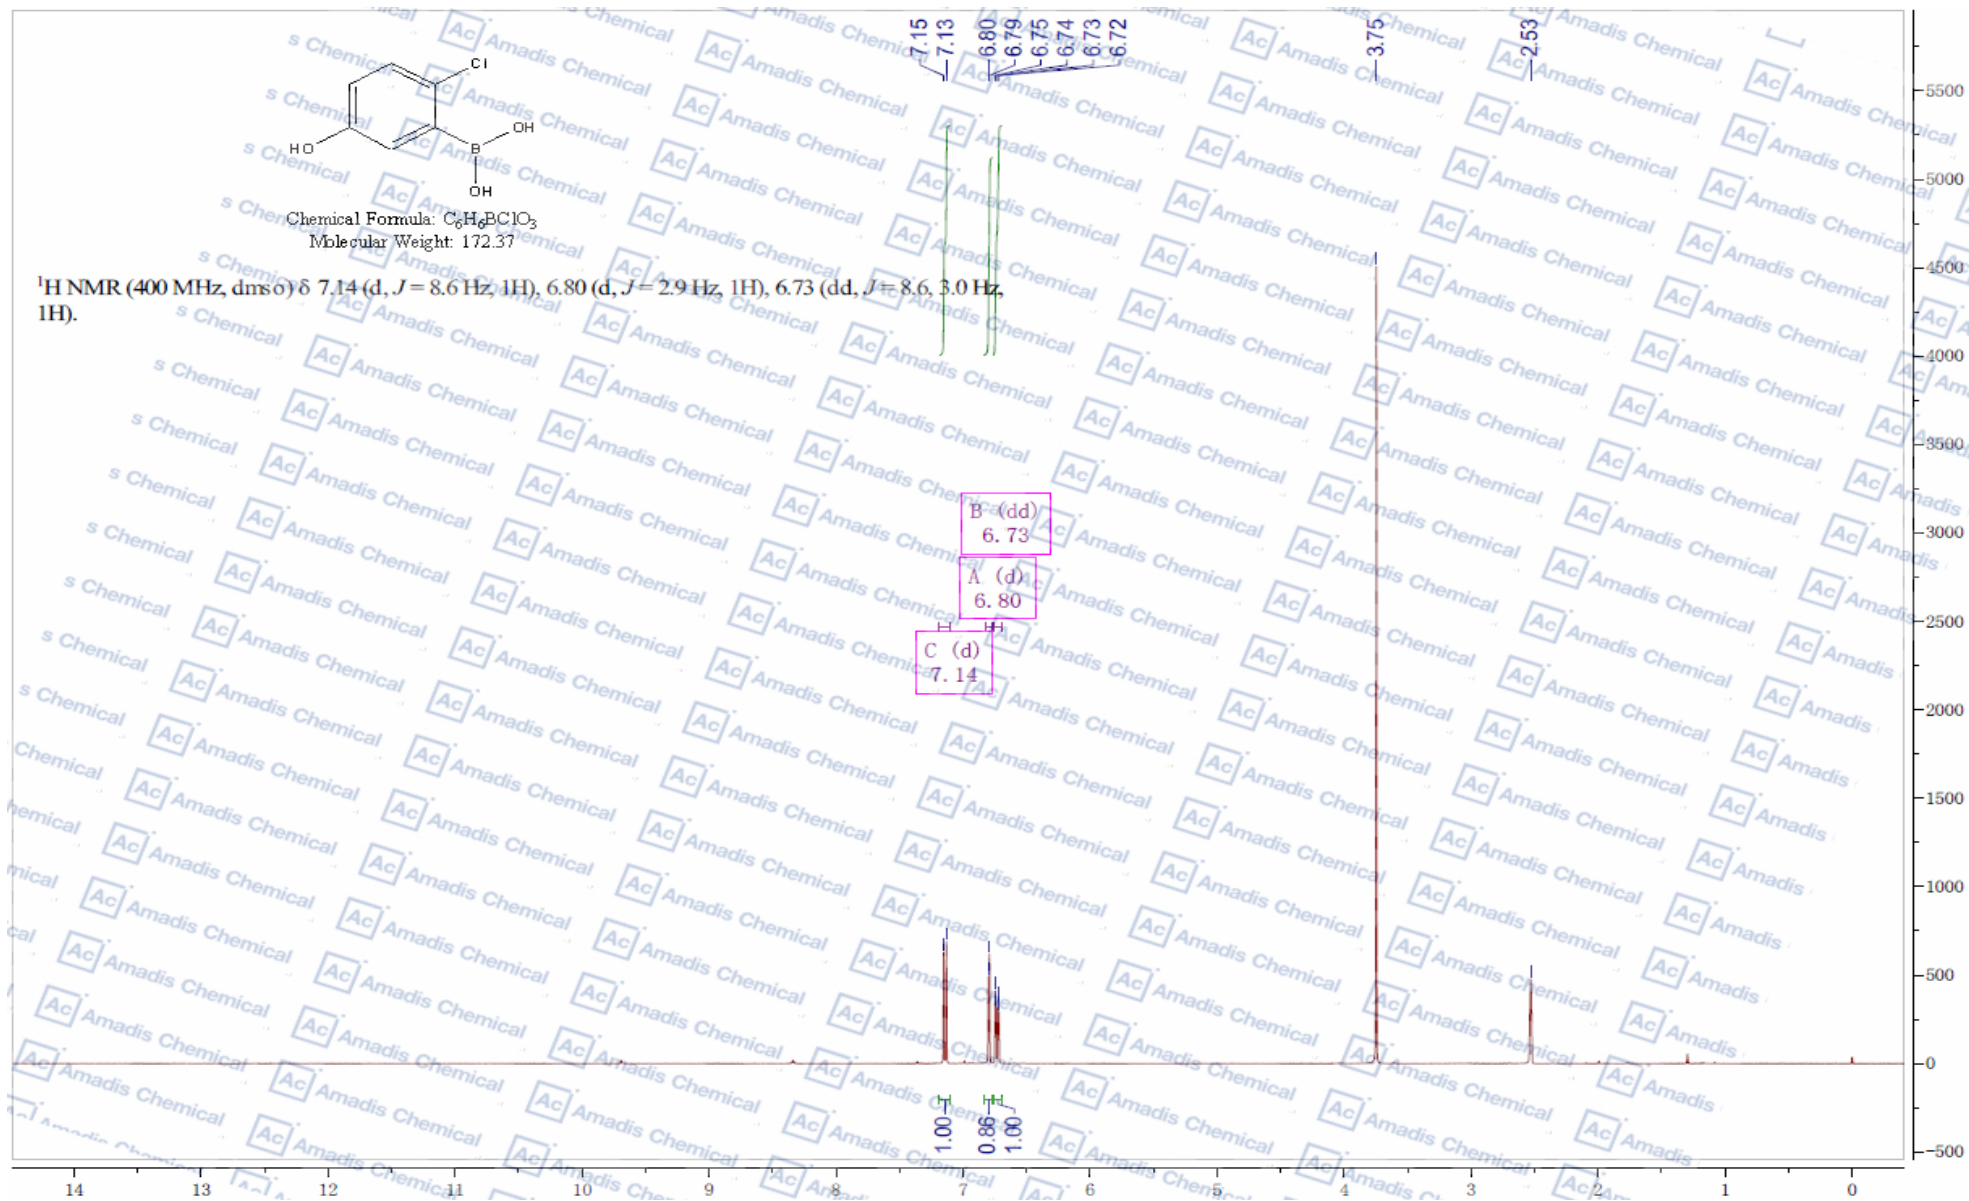 7.15
7.13
6.80
6.79
6.75
6.74
6.73
6.72
3.75
2.53
Cl
HO
B
OH
OH
Chemical Formula: C₆H₆BClO₃
Molecular Weight: 172.37
¹H NMR (400 MHz, dmso) δ 7.14 (d, J = 8.6 Hz, 1H), 6.80 (d, J = 2.9 Hz, 1H), 6.73 (dd, J = 8.6, 3.0 Hz,
1H).
B (dd)
6.73
A (d)
6.80
C (d)
7.14
5500
5000
4500
4000
3500
3000
2500
2000
1500
1000
500
0
-500
1.00
0.86
1.00
14 13 12 11 10 9 8 7 6 5 4 3 2 1 0
Ac Amadis Chemical